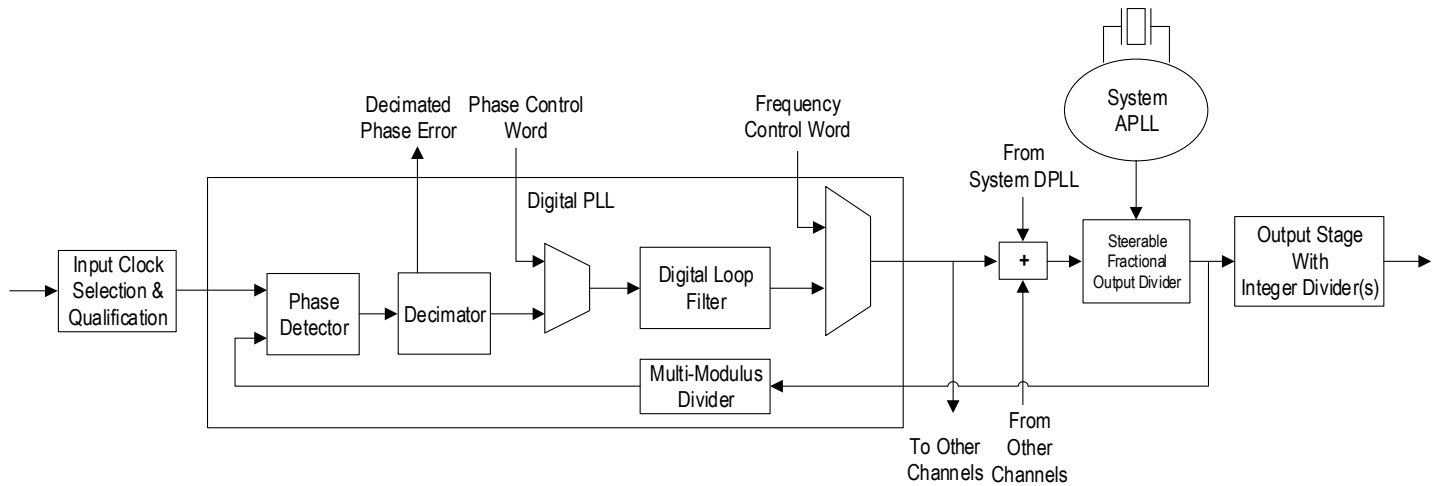 System
APLL
Decimated
Phase Error
Phase Control
Word
Frequency
Control Word
From
System DPLL
Digital PLL
Input Clock
Selection &
Qualification
Phase
Detector
Decimator
Digital Loop
Filter
+
Steerable
Fractional
Output Divider
Output Stage
With
Integer Divider(s)
Multi-Modulus
Divider
To Other
Channels
From
Other
Channels